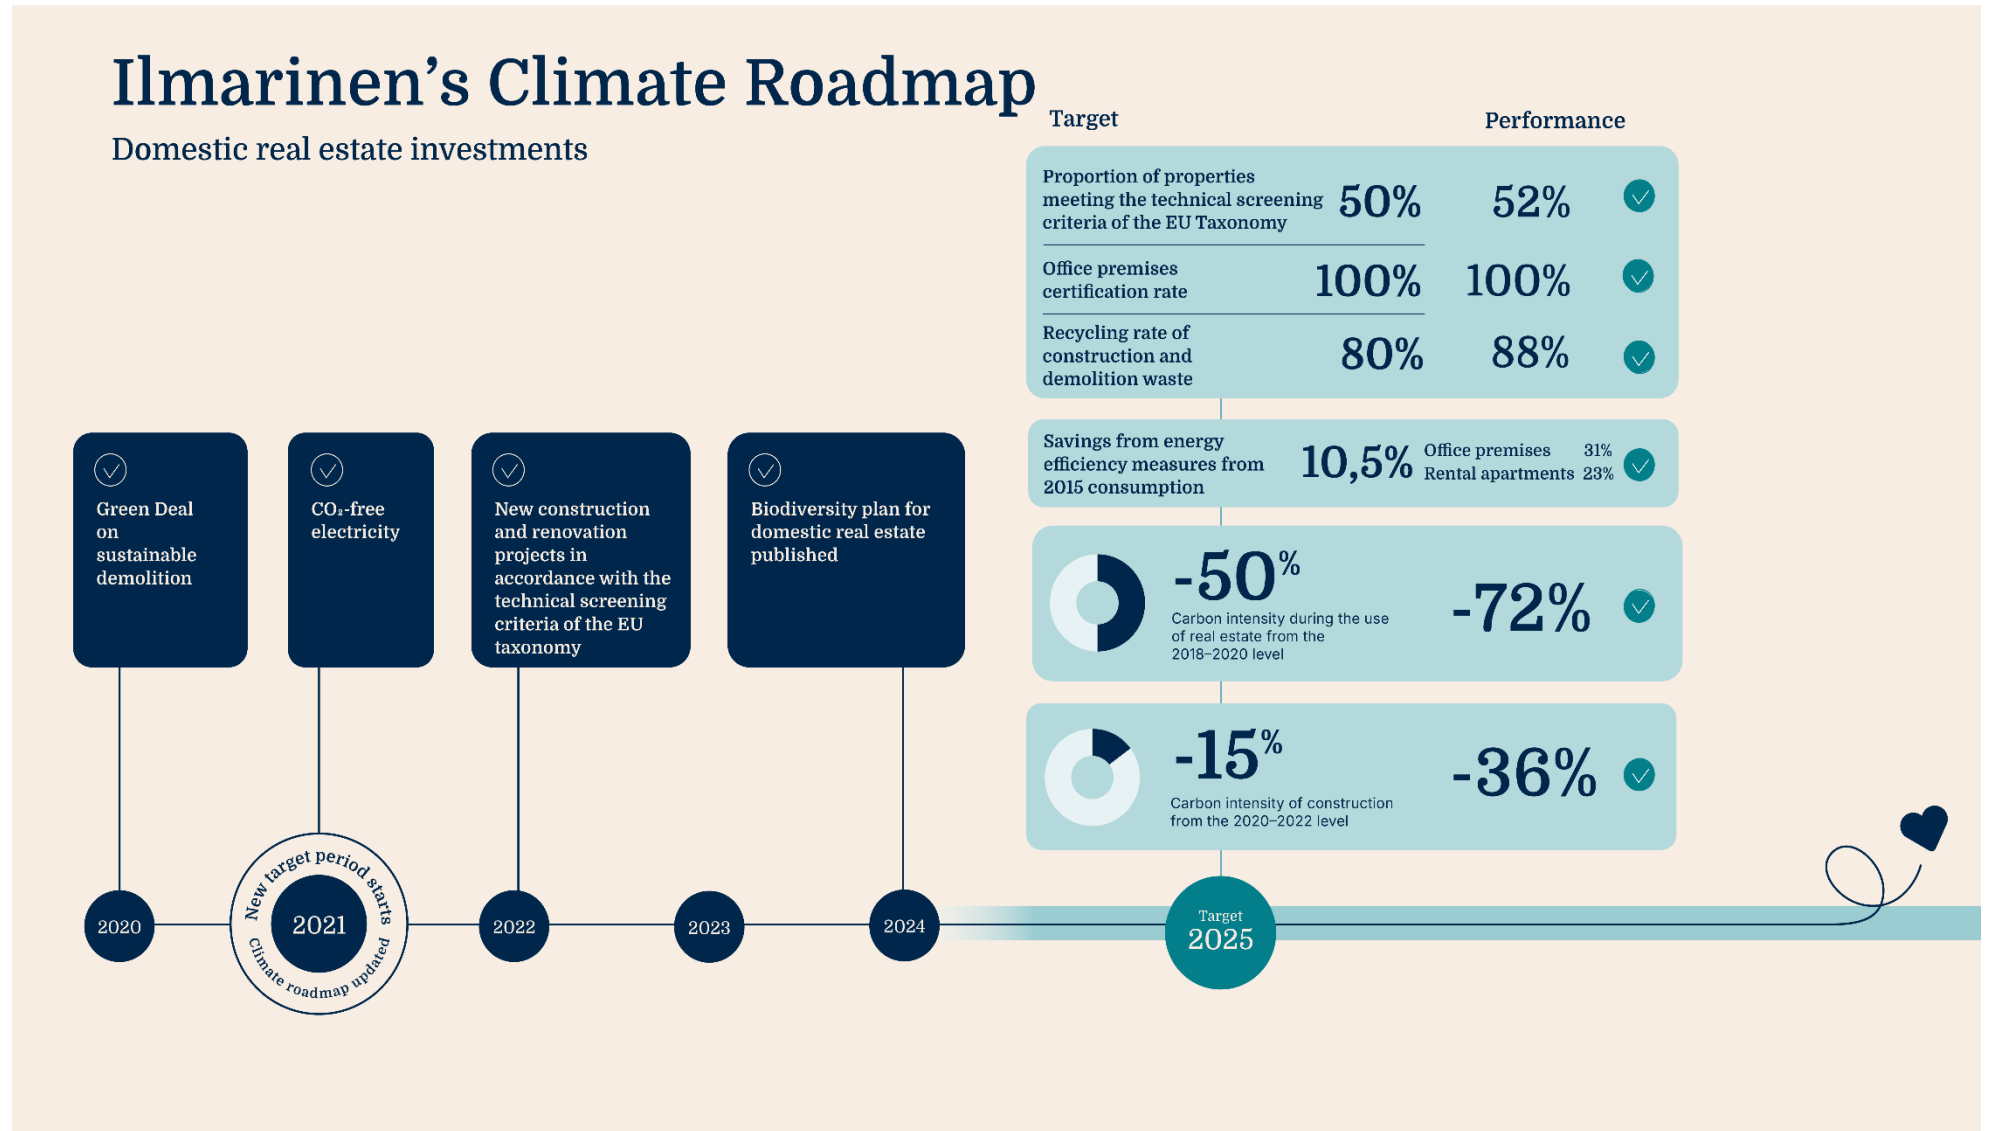 Ilmarinen’s Climate Roadmap
Domestic real estate investments
Target
Performance
Proportion of properties
meeting the technical screening
criteria of the EU Taxonomy
50%
52%
Office premises
certification rate
100%
100%
Recycling rate of
construction and
demolition waste
80%
88%
Savings from energy
efficiency measures from
2015 consumption
10,5%
Office premises 31%
Rental apartments 23%
-50%
Carbon intensity during the use
of real estate from the
2018–2020 level
-72%
-15%
Carbon intensity of construction
from the 2020–2022 level
-36%
Green Deal
on
sustainable
demolition
CO₂-free
electricity
New construction
and renovation
projects in
accordance with the
technical screening
criteria of the EU
taxonomy
Biodiversity plan for
domestic real estate
published
2020
New target period starts
2021
Climate roadmap updated
2022
2023
2024
Target
2025